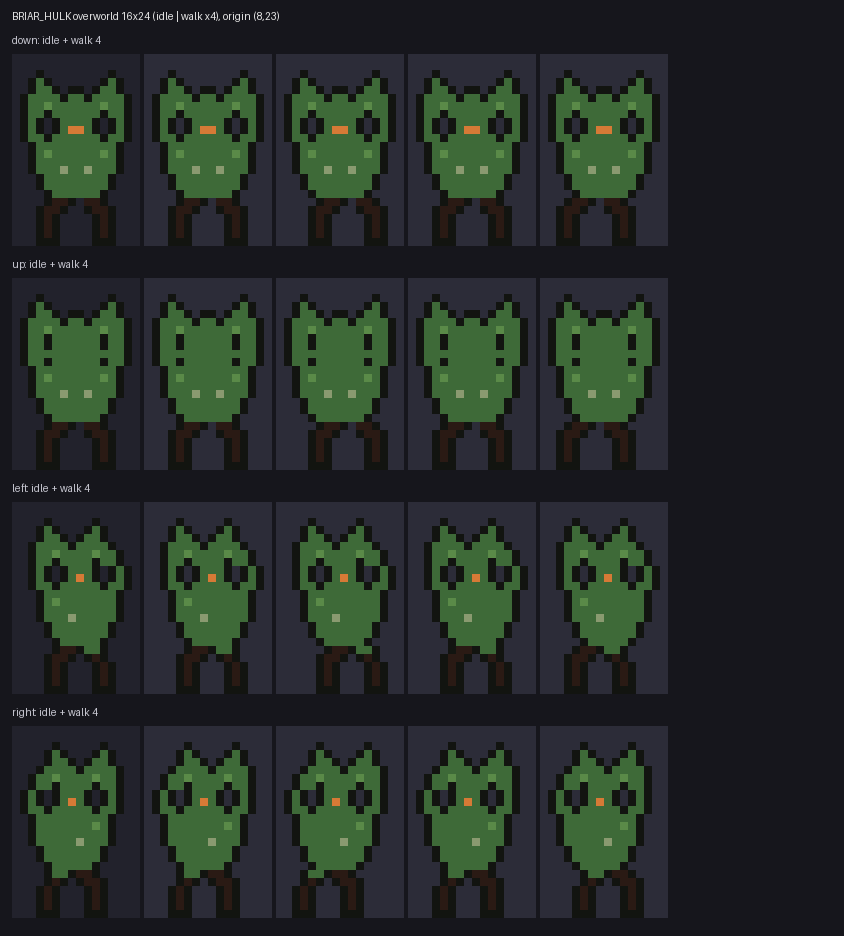 BRIAR_HULK overworld 16x24 (idle | walk x4), origin (8,23)
down: idle + walk 4
up: idle + walk 4
left: idle + walk 4
right: idle + walk 4